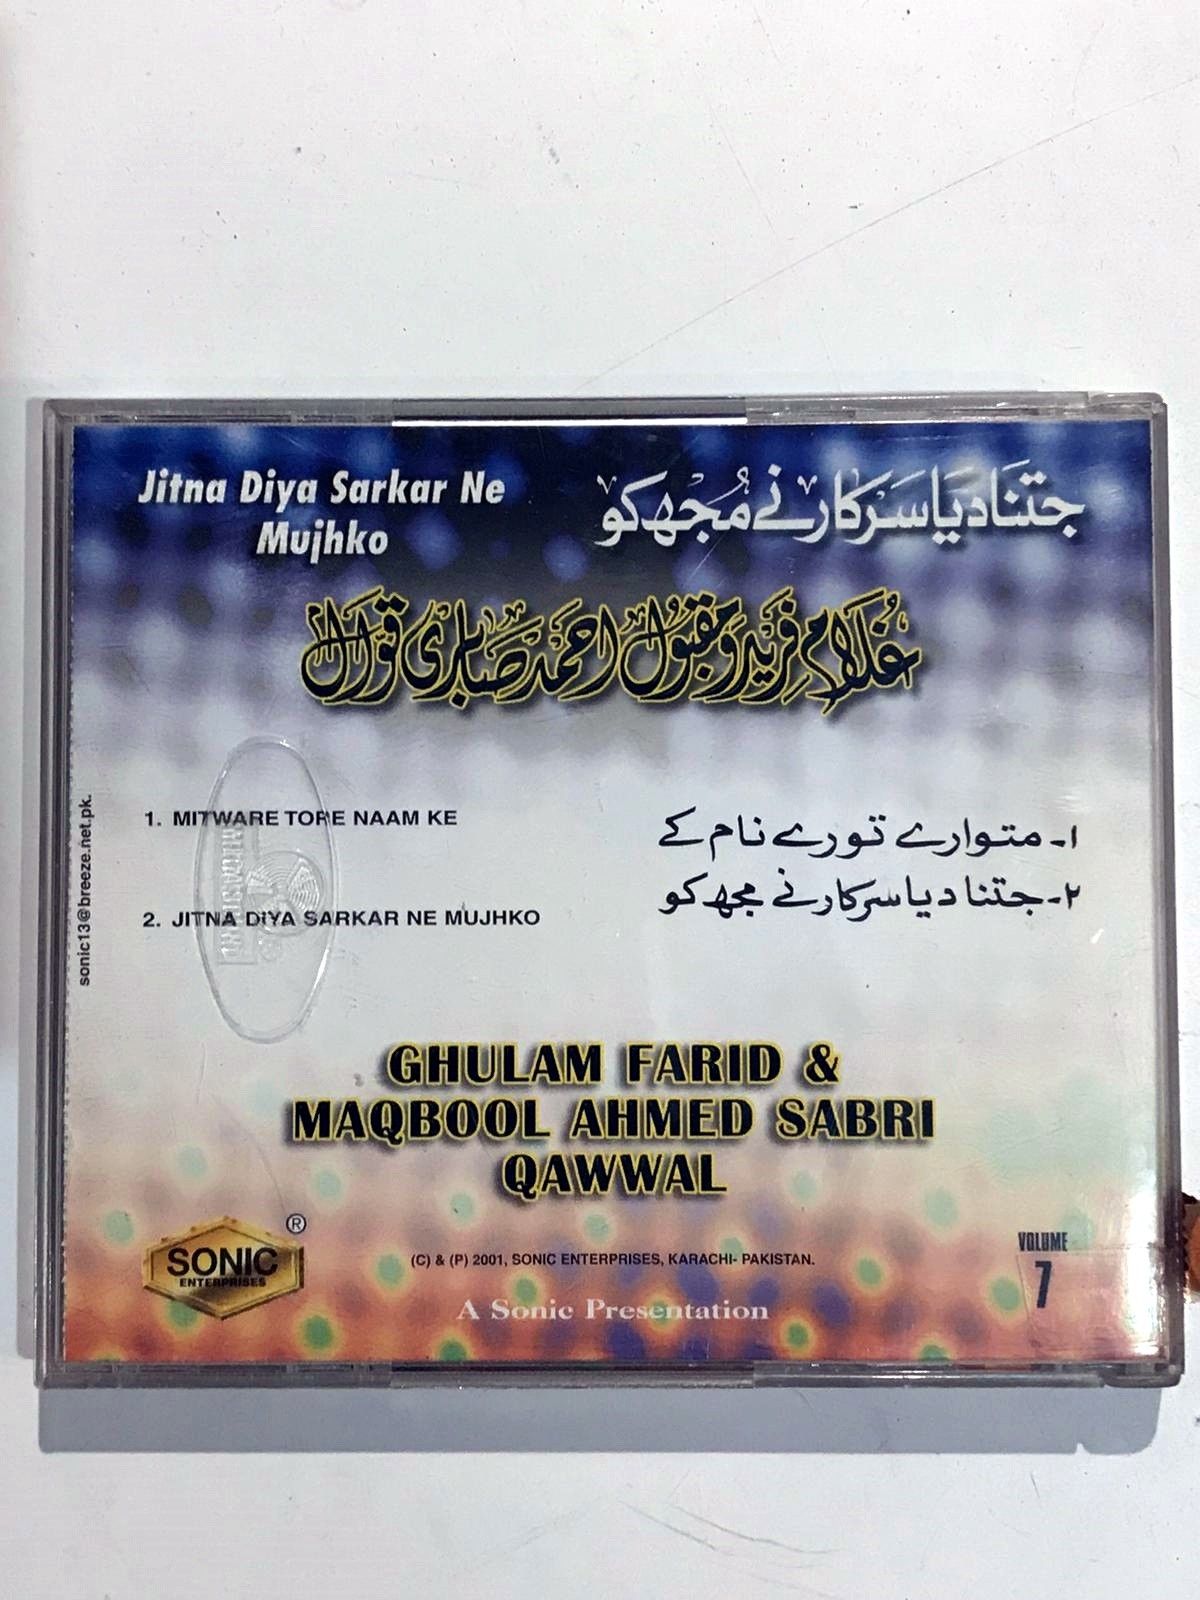 Jitna Diya Sarkar Ne
Mujhko
جتنا دیا سرکار نے مجھ کو
غلام فرید و مقبول احمد صابری قوال
1. MITWARE TORE NAAM KE
2. JITNA DIYA SARKAR NE MUJHKO
۱۔ متوارے تورے نام کے
۲۔ جتنا دیا سرکار نے مجھ کو
sonic13@breeze.net.pk.
GHULAM FARID &
MAQBOOL AHMED SABRI
QAWWAL
SONIC ®
ENTERPRISES
(C) & (P) 2001, SONIC ENTERPRISES, KARACHI- PAKISTAN.
A Sonic Presentation
VOLUME
7